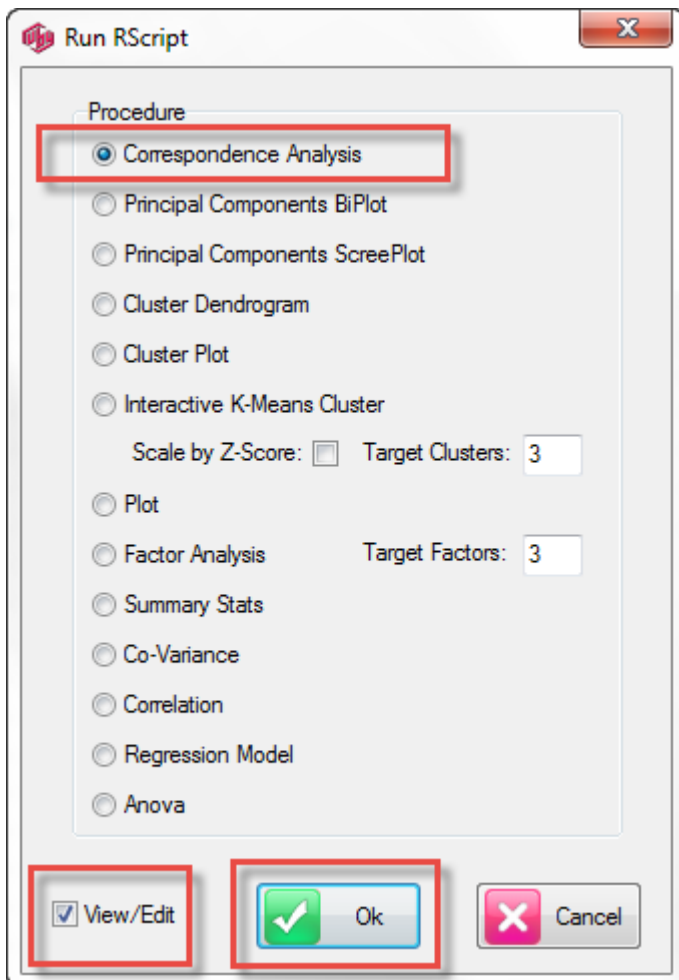 Run RScript
Procedure
Correspondence Analysis
Principal Components BiPlot
Principal Components ScreePlot
Cluster Dendrogram
Cluster Plot
Interactive K-Means Cluster
Scale by Z-Score: Target Clusters: 3
Plot
Factor Analysis Target Factors: 3
Summary Stats
Co-Variance
Correlation
Regression Model
Anova
View/Edit Ok Cancel